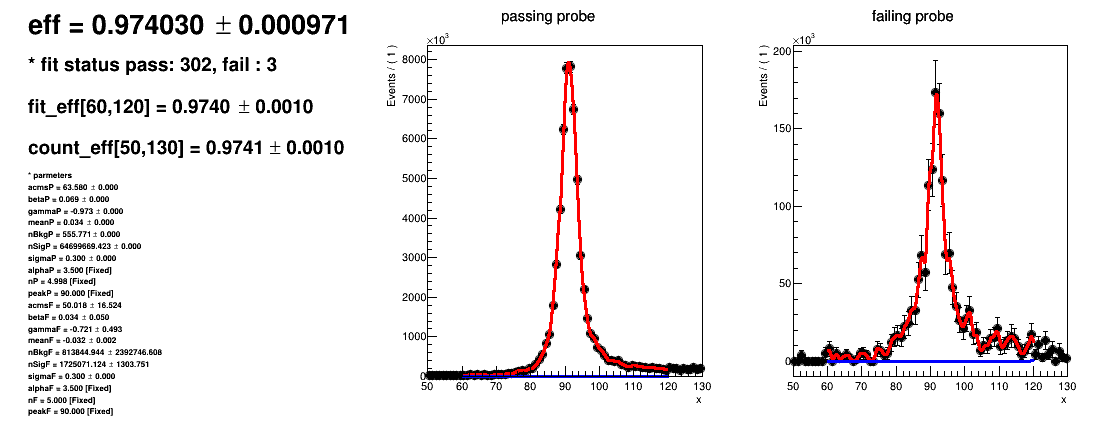 eff = 0.974030 ± 0.000971
* fit status pass: 302, fail : 3
fit_eff[60,120] = 0.9740 ± 0.0010
count_eff[50,130] = 0.9741 ± 0.0010
* parmeters
acmsP = 63.580 ± 0.000
betaP = 0.069 ± 0.000
gammaP = -0.973 ± 0.000
meanP = 0.034 ± 0.000
nBkgP = 555.771 ± 0.000
nSigP = 64699669.423 ± 0.000
sigmaP = 0.300 ± 0.000
alphaP = 3.500 [Fixed]
nP = 4.998 [Fixed]
peakP = 90.000 [Fixed]
acmsF = 50.018 ± 16.524
betaF = 0.034 ± 0.050
gammaF = -0.721 ± 0.493
meanF = -0.032 ± 0.002
nBkgF = 813844.944 ± 2392746.608
nSigF = 1725071.124 ± 1303.751
sigmaF = 0.300 ± 0.000
alphaF = 3.500 [Fixed]
nF = 5.000 [Fixed]
peakF = 90.000 [Fixed]
passing probe
×10³
Events / ( 1 )
8000
7000
6000
5000
4000
3000
2000
1000
0
50 60 70 80 90 100 110 120 130
x
failing probe
×10³
Events / ( 1 )
200
150
100
50
0
50 60 70 80 90 100 110 120 130
x